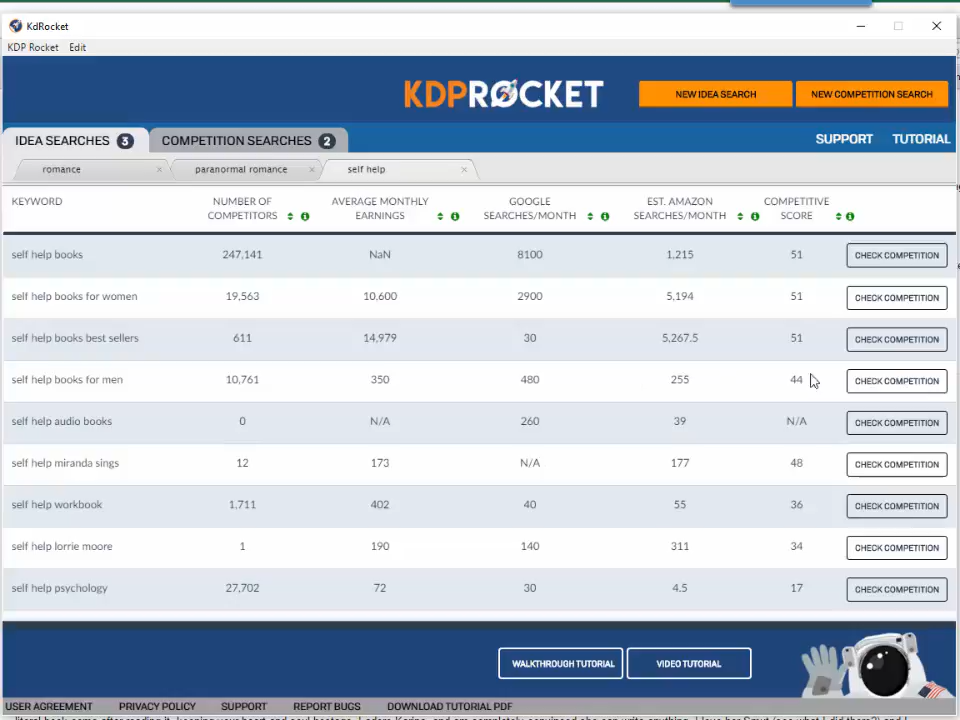 KdRocket
KDP Rocket Edit
KDPROCKET
NEW IDEA SEARCH
NEW COMPETITION SEARCH
IDEA SEARCHES 3
COMPETITION SEARCHES 2
SUPPORT
TUTORIAL
romance ×
paranormal romance ×
self help ×
KEYWORD
NUMBER OF
COMPETITORS
AVERAGE MONTHLY
EARNINGS
GOOGLE
SEARCHES/MONTH
EST. AMAZON
SEARCHES/MONTH
COMPETITIVE
SCORE
self help books 247,141 NaN 8100 1,215 51 CHECK COMPETITION
self help books for women 19,563 10,600 2900 5,194 51 CHECK COMPETITION
self help books best sellers 611 14,979 30 5,267.5 51 CHECK COMPETITION
self help books for men 10,761 350 480 255 44 CHECK COMPETITION
self help audio books 0 N/A 260 39 N/A CHECK COMPETITION
self help miranda sings 12 173 N/A 177 48 CHECK COMPETITION
self help workbook 1,711 402 40 55 36 CHECK COMPETITION
self help lorrie moore 1 190 140 311 34 CHECK COMPETITION
self help psychology 27,702 72 30 4.5 17 CHECK COMPETITION
WALKTHROUGH TUTORIAL
VIDEO TUTORIAL
USER AGREEMENT PRIVACY POLICY SUPPORT REPORT BUGS DOWNLOAD TUTORIAL PDF